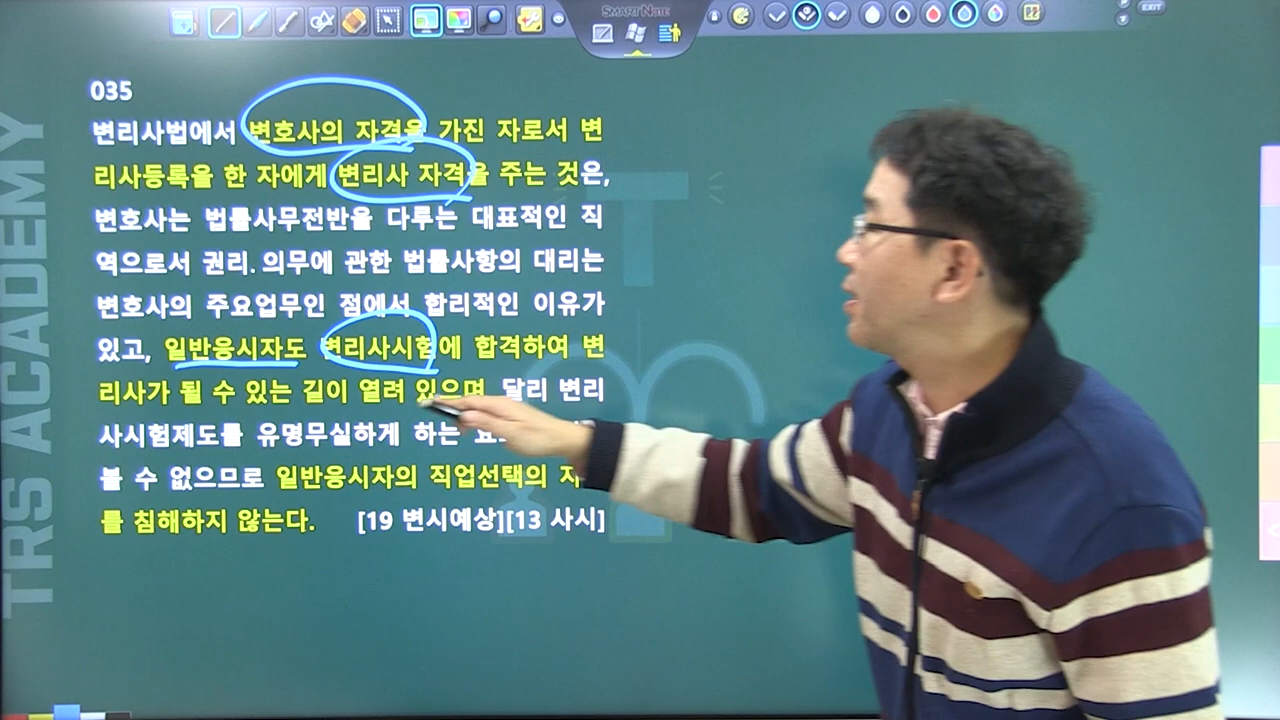 SMART NOTE
EXIT
TRS ACADEMY
035
변리사법에서 변호사의 자격을 가진 자로서 변
리사등록을 한 자에게 변리사 자격을 주는 것은,
변호사는 법률사무전반을 다루는 대표적인 직
역으로서 권리.의무에 관한 법률사항의 대리는
변호사의 주요업무인 점에서 합리적인 이유가
있고, 일반응시자도 변리사시험에 합격하여 변
리사가 될 수 있는 길이 열려 있으며, 달리 변리
사시험제도를 유명무실하게 하는
볼 수 없으므로 일반응시자의 직업선택의
를 침해하지 않는다. [19 변시예상][13 사시]